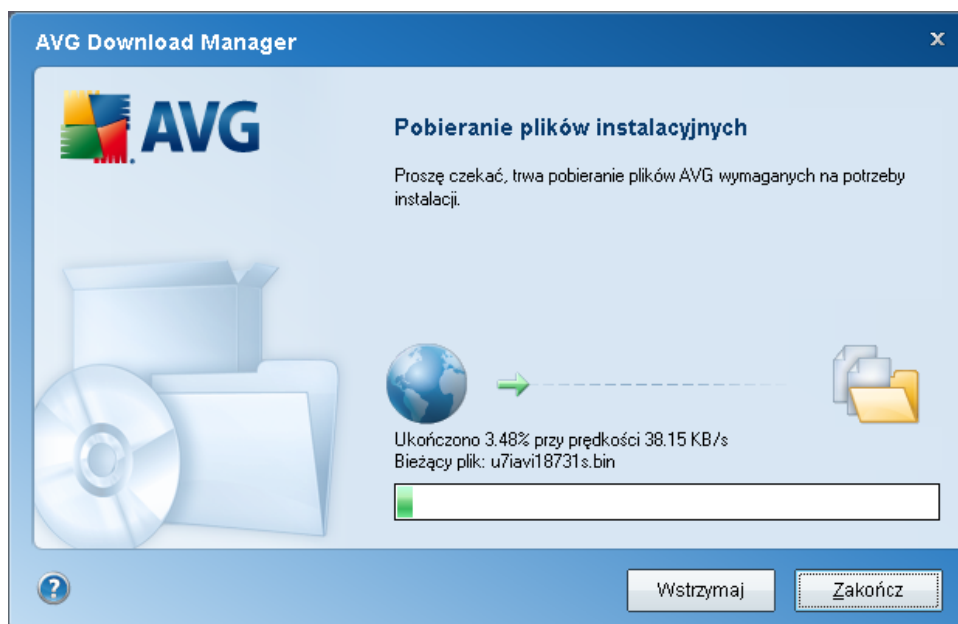 AVG Download Manager
x
AVG
Pobieranie plików instalacyjnych
Proszę czekać, trwa pobieranie plików AVG wymaganych na potrzeby
instalacji.
Ukończono 3.48% przy prędkości 38.15 KB/s
Bieżący plik: u7iavi18731s.bin
?
Wstrzymaj
Zakończ